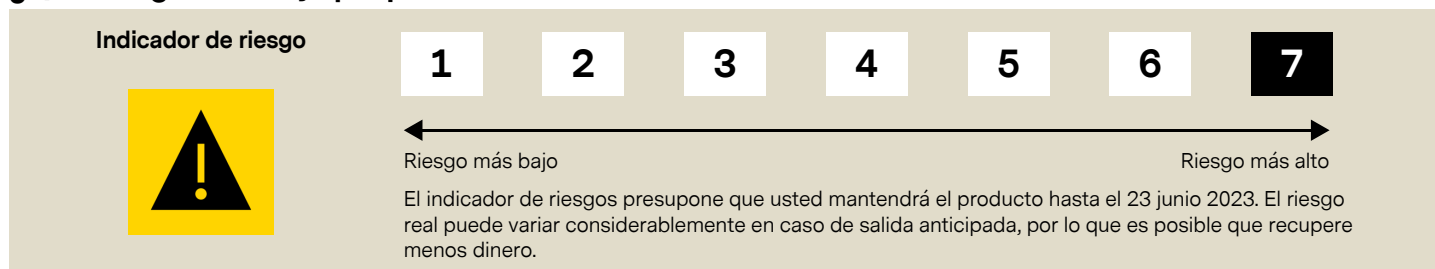 Indicador de riesgo
1 2 3 4 5 6 7
Riesgo más bajo
Riesgo más alto
El indicador de riesgos presupone que usted mantendrá el producto hasta el 23 junio 2023. El riesgo
real puede variar considerablemente en caso de salida anticipada, por lo que es posible que recupere
menos dinero.